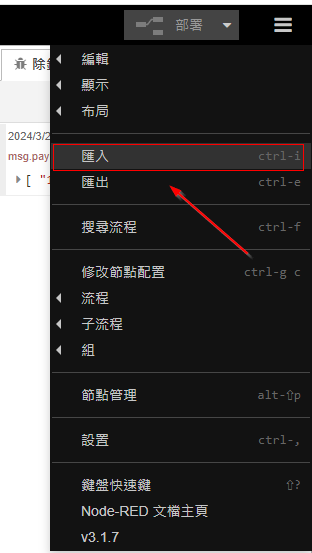 部署
除錯
編輯
顯示
布局
2024/3/2
匯入 ctrl-i
msg.pay
匯出 ctrl-e
[ "
搜尋流程 ctrl-f
修改節點配置 ctrl-g c
流程
子流程
組
節點管理 alt-⇧p
設置 ctrl-,
鍵盤快速鍵 ⇧?
Node-RED 文檔主頁
v3.1.7